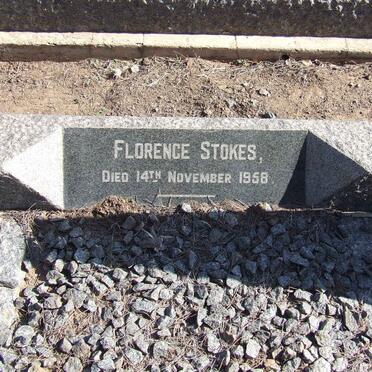 FLORENCE STOKES,
DIED 14TH NOVEMBER 1958